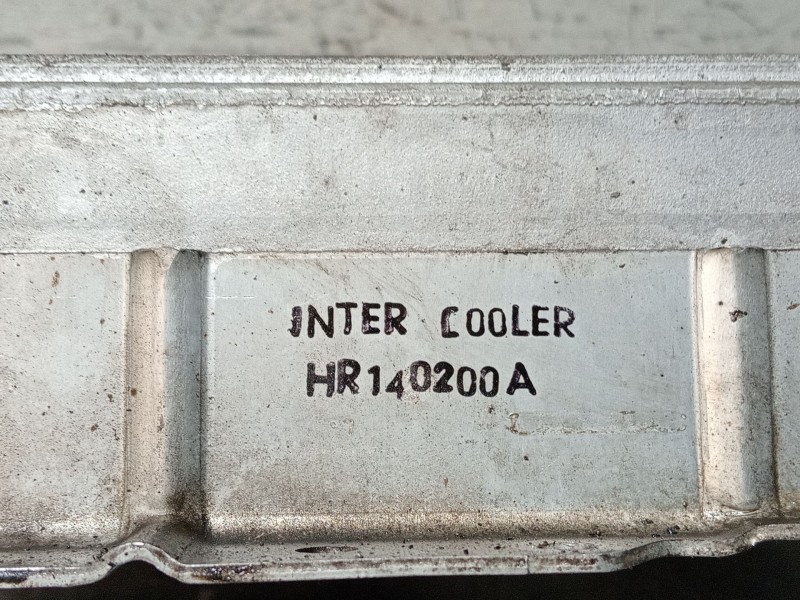 INTER COOLER
HR140200A